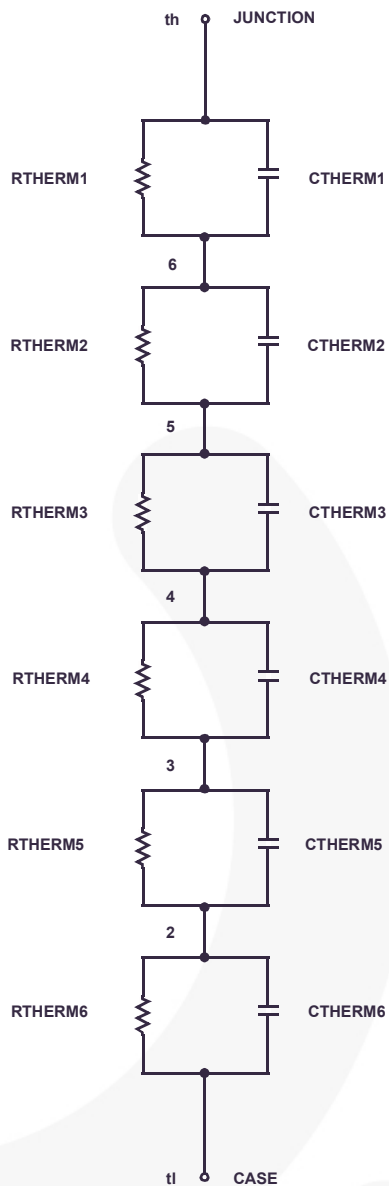 th JUNCTION
RTHERM1 CTHERM1
6
RTHERM2 CTHERM2
5
RTHERM3 CTHERM3
4
RTHERM4 CTHERM4
3
RTHERM5 CTHERM5
2
RTHERM6 CTHERM6
tl CASE